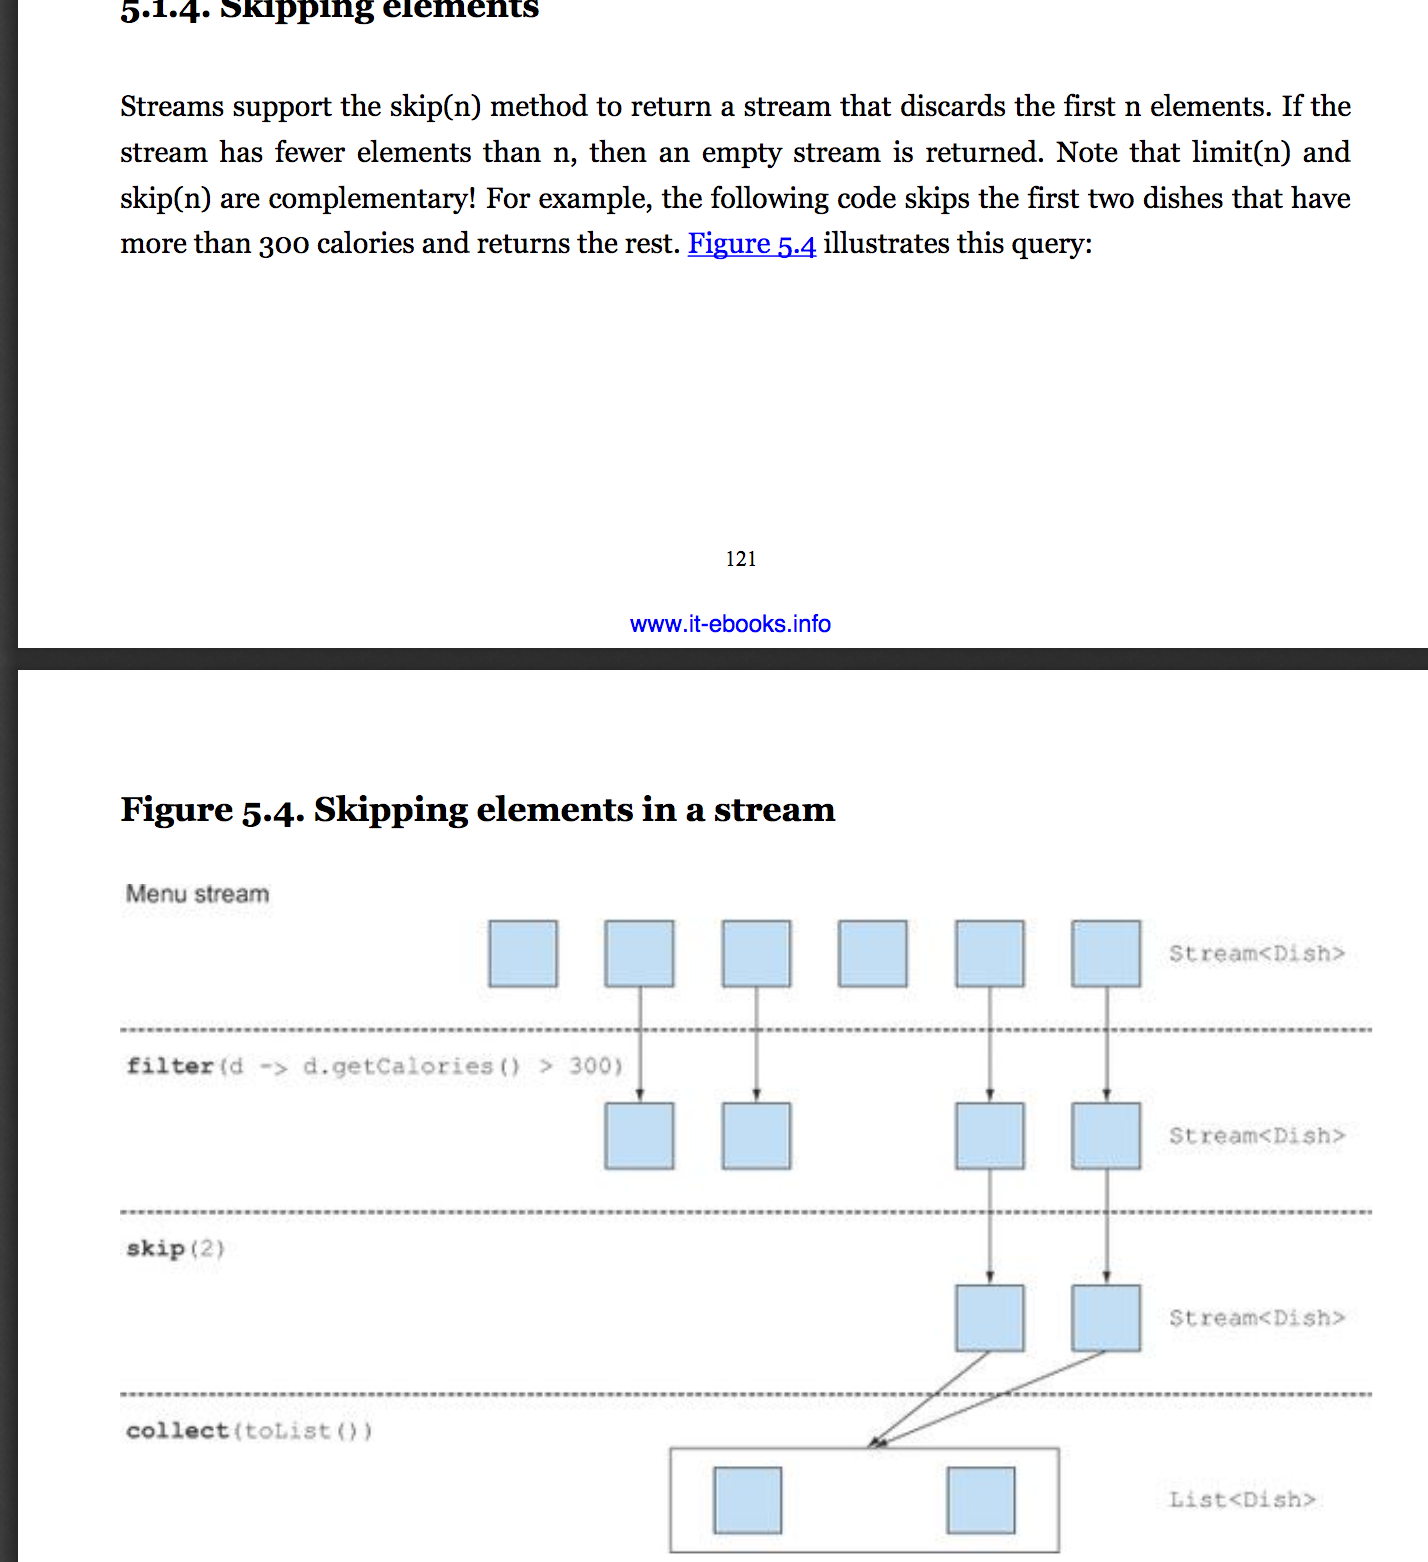 5.1.4. Skipping elements
Streams support the skip(n) method to return a stream that discards the first n elements. If the
stream has fewer elements than n, then an empty stream is returned. Note that limit(n) and
skip(n) are complementary! For example, the following code skips the first two dishes that have
more than 300 calories and returns the rest. Figure 5.4 illustrates this query:
121
www.it-ebooks.info
Figure 5.4. Skipping elements in a stream
Menu stream
Stream<Dish>
filter(d -> d.getCalories() > 300)
Stream<Dish>
skip(2)
Stream<Dish>
collect(toList())
List<Dish>